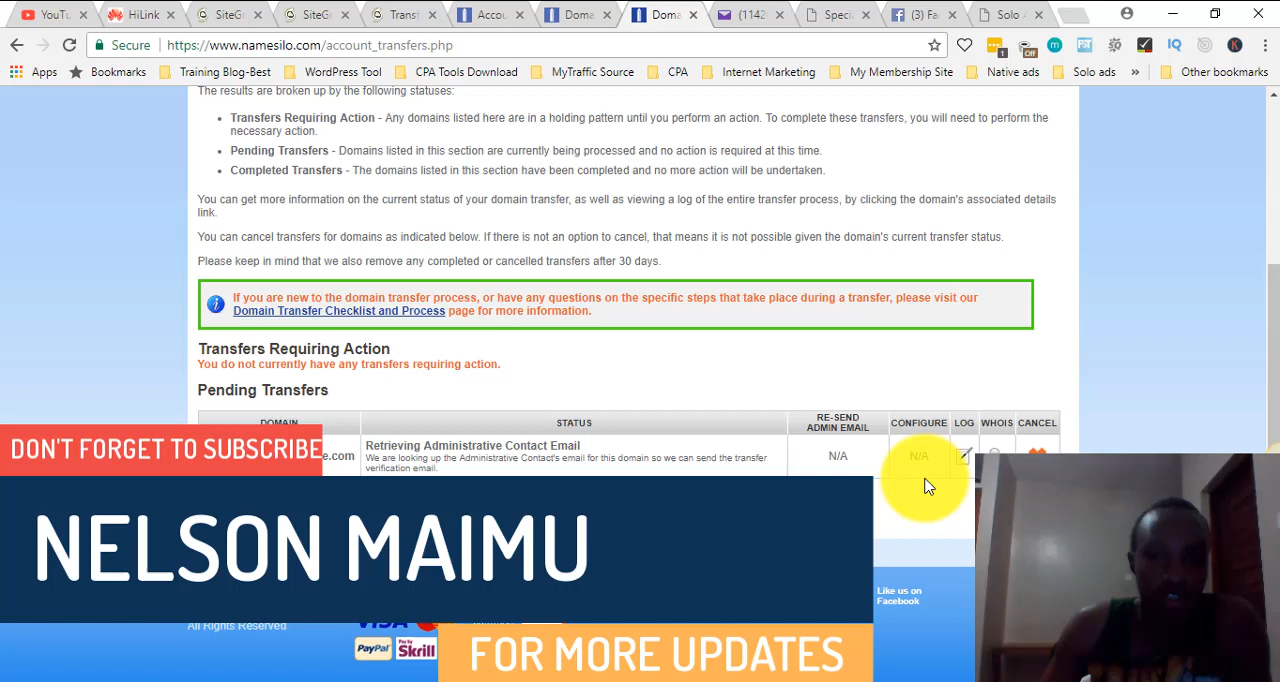 YouTu
HiLink
SiteG
SiteG
Transf
Accou
Doma
Doma
(1142
Specia
(3) Fa
Solo A
Secure
https://www.namesilo.com/account_transfers.php
1
Off
Apps
Bookmarks
Training Blog-Best
WordPress Tool
CPA Tools Download
MyTraffic Source
CPA
Internet Marketing
My Membership Site
Native ads
Solo ads
Other bookmarks
The results are broken up by the following statuses:
Transfers Requiring Action - Any domains listed here are in a holding pattern until you perform an action. To complete these transfers, you will need to perform the
necessary action.
Pending Transfers - Domains listed in this section are currently being processed and no action is required at this time.
Completed Transfers - The domains listed in this section have been completed and no more action will be undertaken.
You can get more information on the current status of your domain transfer, as well as viewing a log of the entire transfer process, by clicking the domain's associated details
link.
You can cancel transfers for domains as indicated below. If there is not an option to cancel, that means it is not possible given the domain's current transfer status.
Please keep in mind that we also remove any completed or cancelled transfers after 30 days.
If you are new to the domain transfer process, or have any questions on the specific steps that take place during a transfer, please visit our
Domain Transfer Checklist and Process page for more information.
Transfers Requiring Action
You do not currently have any transfers requiring action.
Pending Transfers
DOMAIN
STATUS
RE-SEND
ADMIN EMAIL
CONFIGURE
LOG
WHOIS
CANCEL
e.com
Retrieving Administrative Contact Email
We are looking up the Administrative Contact's email for this domain so we can send the transfer
verification email.
N/A
N/A
DON'T FORGET TO SUBSCRIBE
NELSON MAIMU
FOR MORE UPDATES
Like us on
Facebook
All Rights Reserved
VISA
PayPal
Skrill